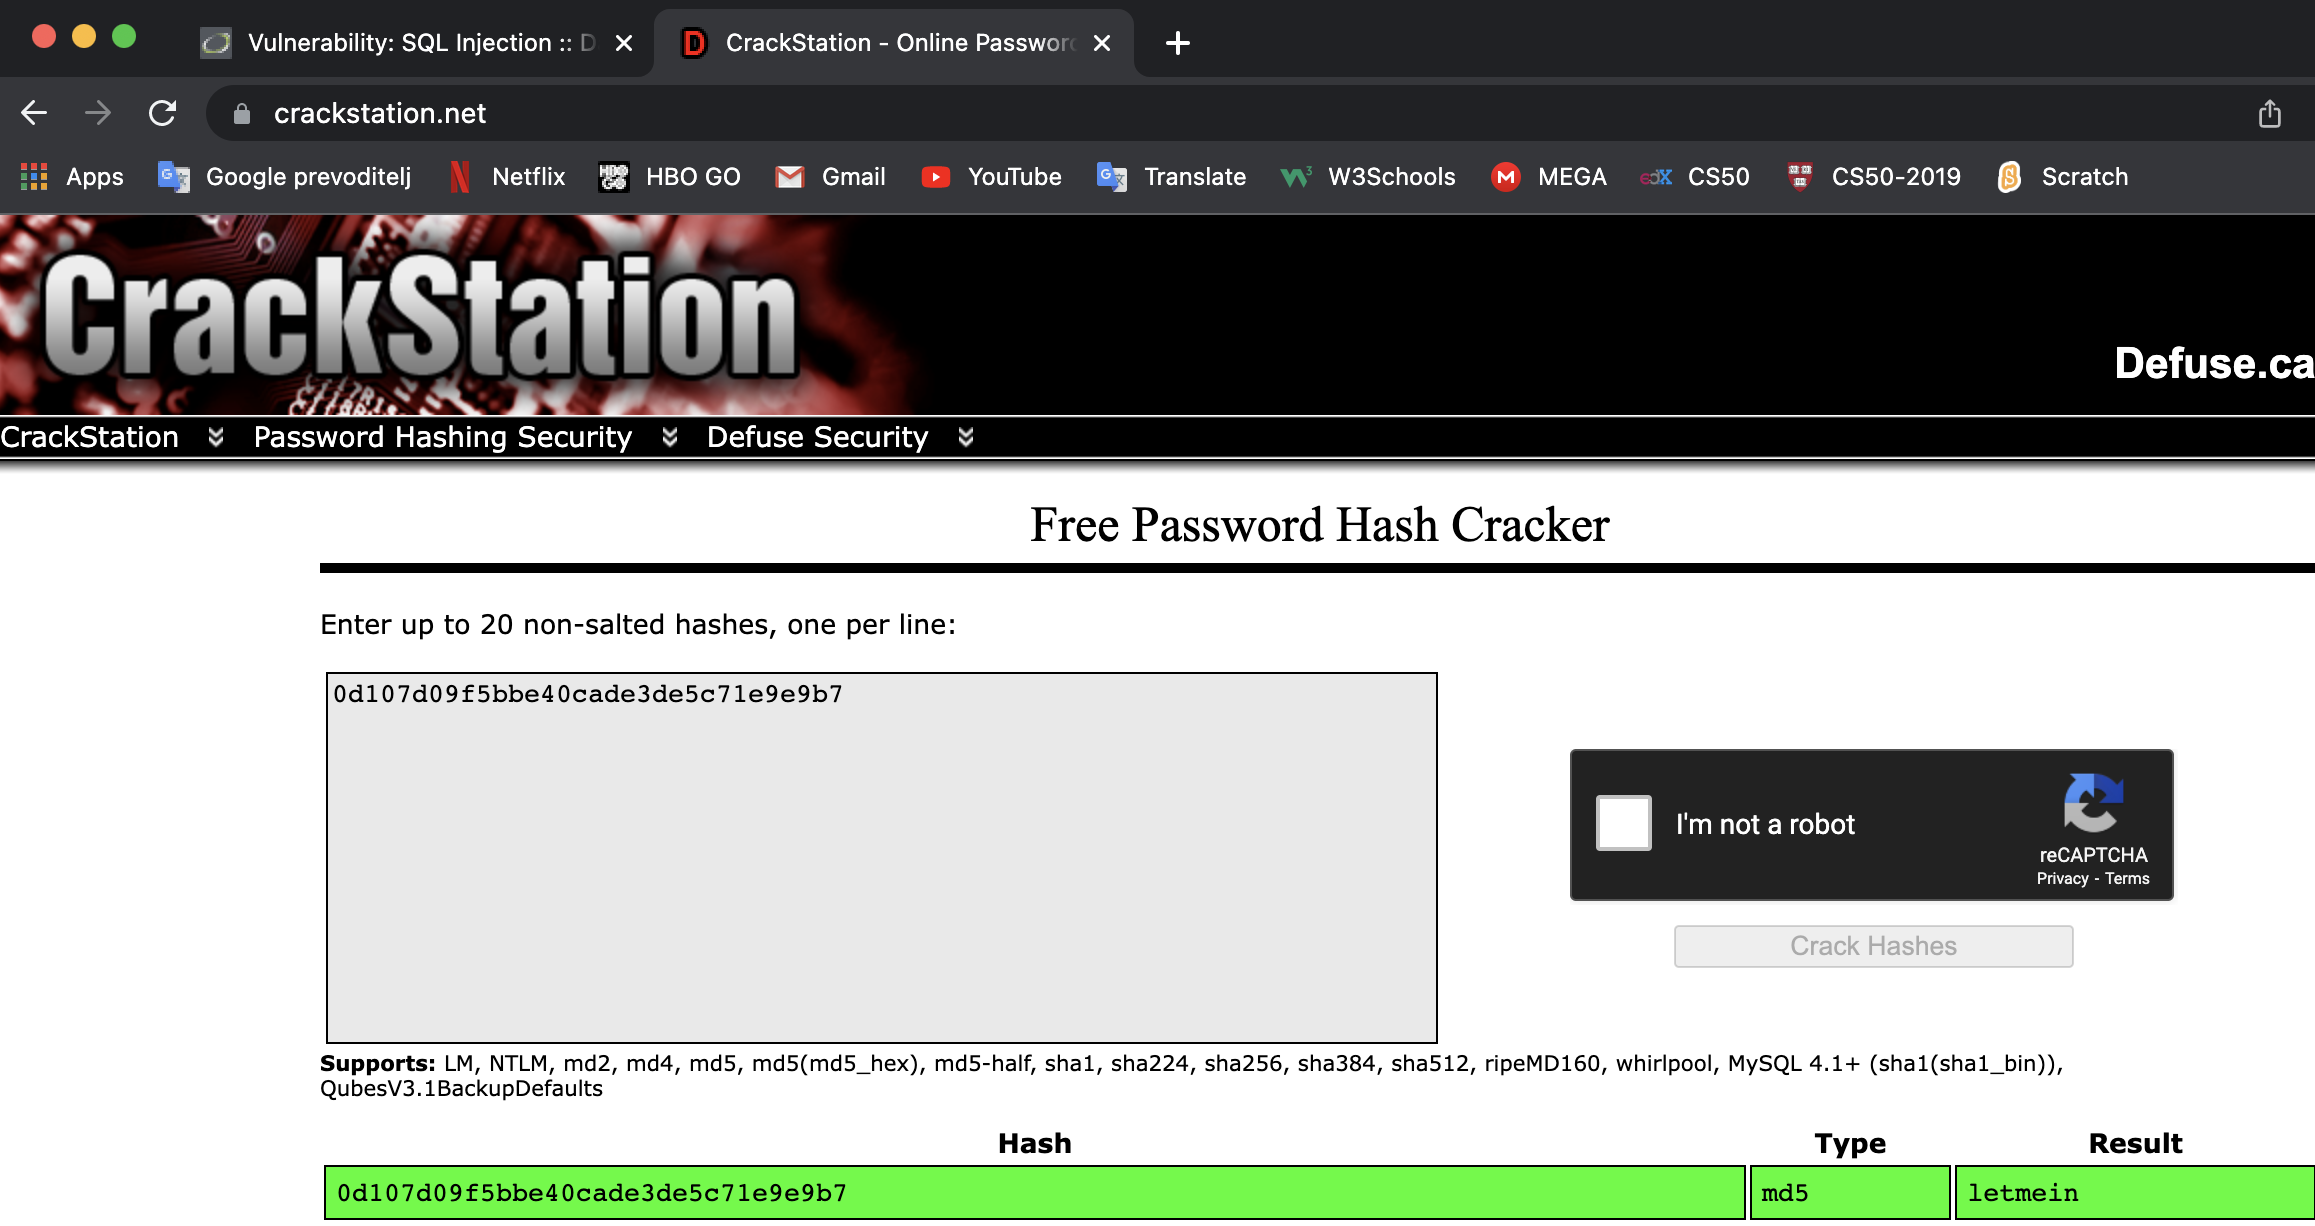 Vulnerability: SQL Injection :: D
CrackStation - Online Password
crackstation.net
Apps Google prevoditelj Netflix HBO GO Gmail YouTube Translate W3Schools MEGA edX CS50 CS50-2019 Scratch
CrackStation
Defuse.ca
CrackStation Password Hashing Security Defuse Security
Free Password Hash Cracker
Enter up to 20 non-salted hashes, one per line:
0d107d09f5bbe40cade3de5c71e9e9b7
I'm not a robot
reCAPTCHA
Privacy - Terms
Crack Hashes
Supports: LM, NTLM, md2, md4, md5, md5(md5_hex), md5-half, sha1, sha224, sha256, sha384, sha512, ripeMD160, whirlpool, MySQL 4.1+ (sha1(sha1_bin)),
QubesV3.1BackupDefaults
Hash Type Result
0d107d09f5bbe40cade3de5c71e9e9b7 md5 letmein